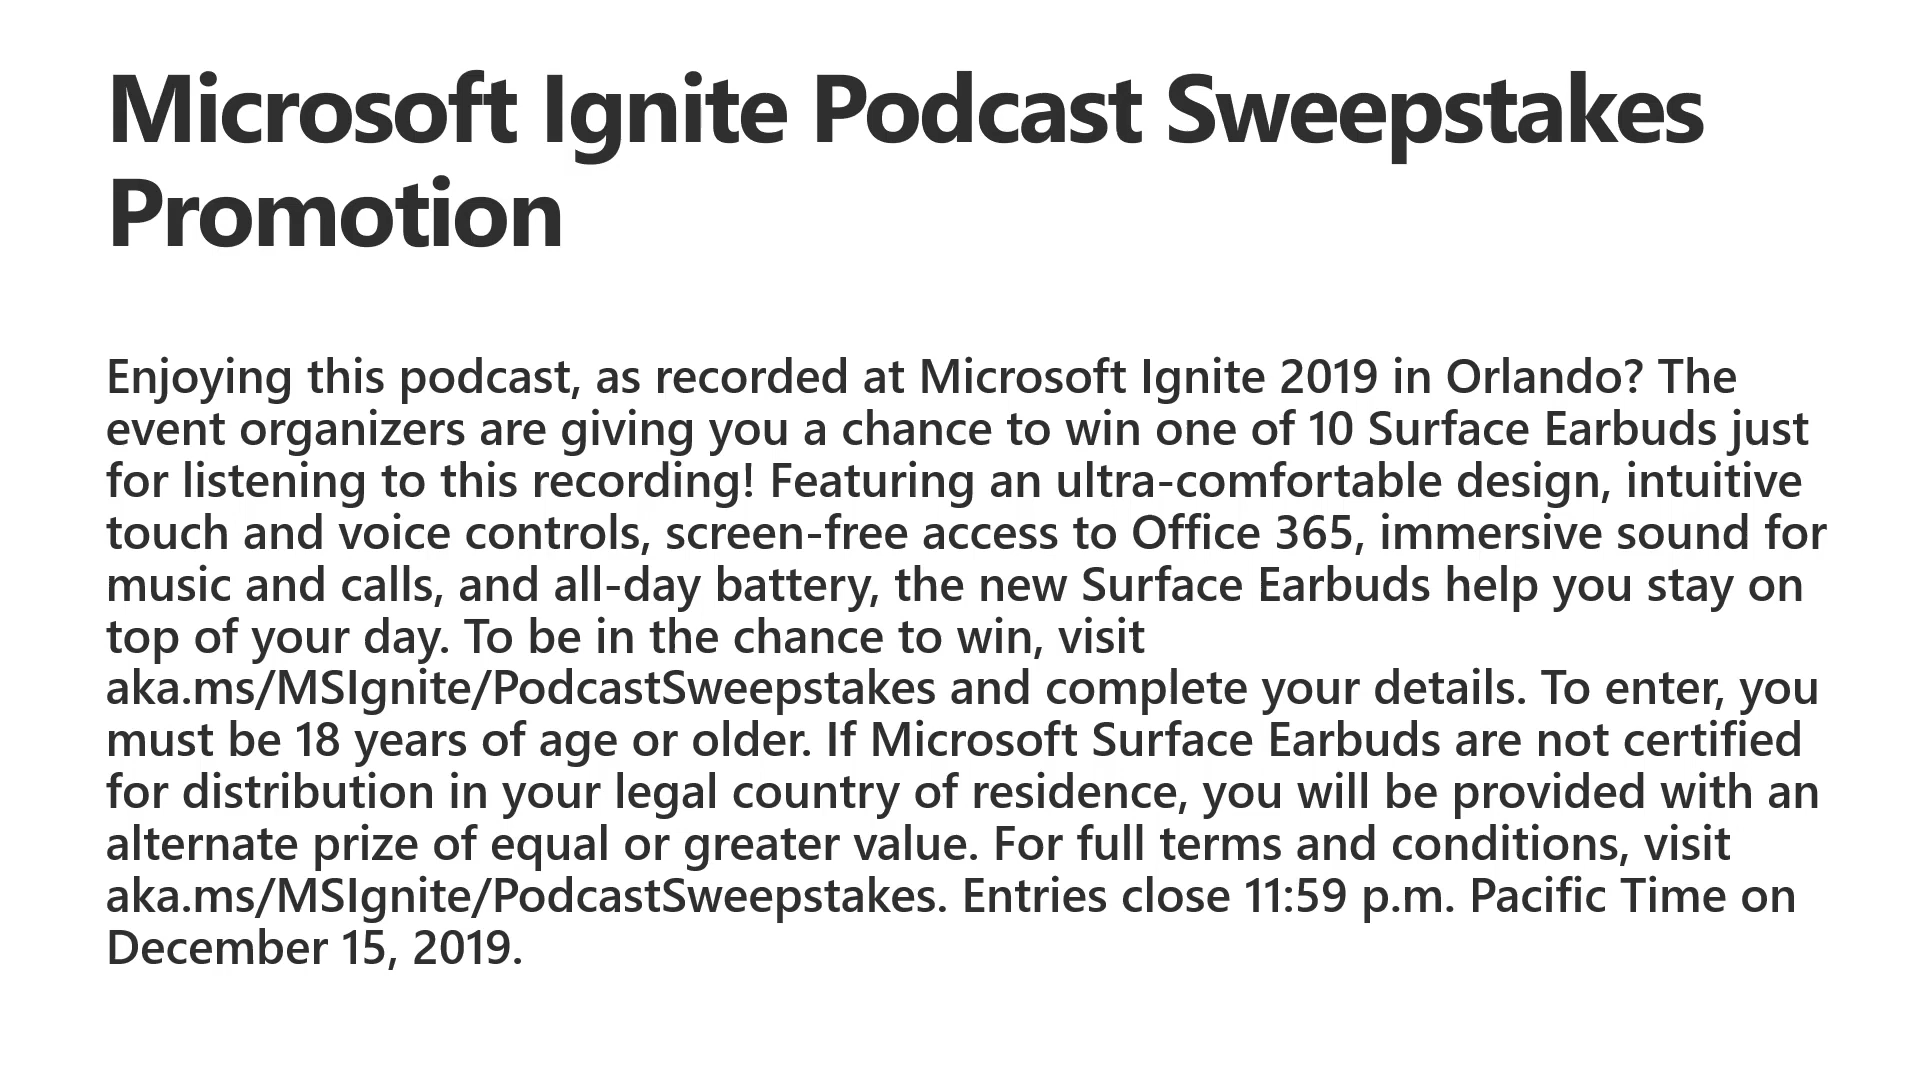 Microsoft Ignite Podcast Sweepstakes
Promotion
Enjoying this podcast, as recorded at Microsoft Ignite 2019 in Orlando? The
event organizers are giving you a chance to win one of 10 Surface Earbuds just
for listening to this recording! Featuring an ultra-comfortable design, intuitive
touch and voice controls, screen-free access to Office 365, immersive sound for
music and calls, and all-day battery, the new Surface Earbuds help you stay on
top of your day. To be in the chance to win, visit
aka.ms/MSIgnite/PodcastSweepstakes and complete your details. To enter, you
must be 18 years of age or older. If Microsoft Surface Earbuds are not certified
for distribution in your legal country of residence, you will be provided with an
alternate prize of equal or greater value. For full terms and conditions, visit
aka.ms/MSIgnite/PodcastSweepstakes. Entries close 11:59 p.m. Pacific Time on
December 15, 2019.